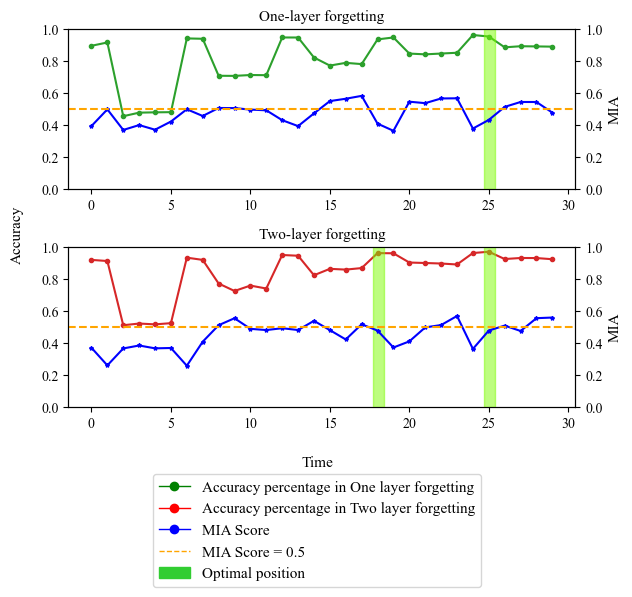 One-layer forgetting
1.0 1.0
0.8 0.8
0.6 0.6
0.4 0.4
0.2 0.2
0.0 0.0
0 5 10 15 20 25 30
MIA
Accuracy
Two-layer forgetting
1.0 1.0
0.8 0.8
0.6 0.6
0.4 0.4
0.2 0.2
0.0 0.0
0 5 10 15 20 25 30
MIA
Time
Accuracy percentage in One layer forgetting
Accuracy percentage in Two layer forgetting
MIA Score
MIA Score = 0.5
Optimal position